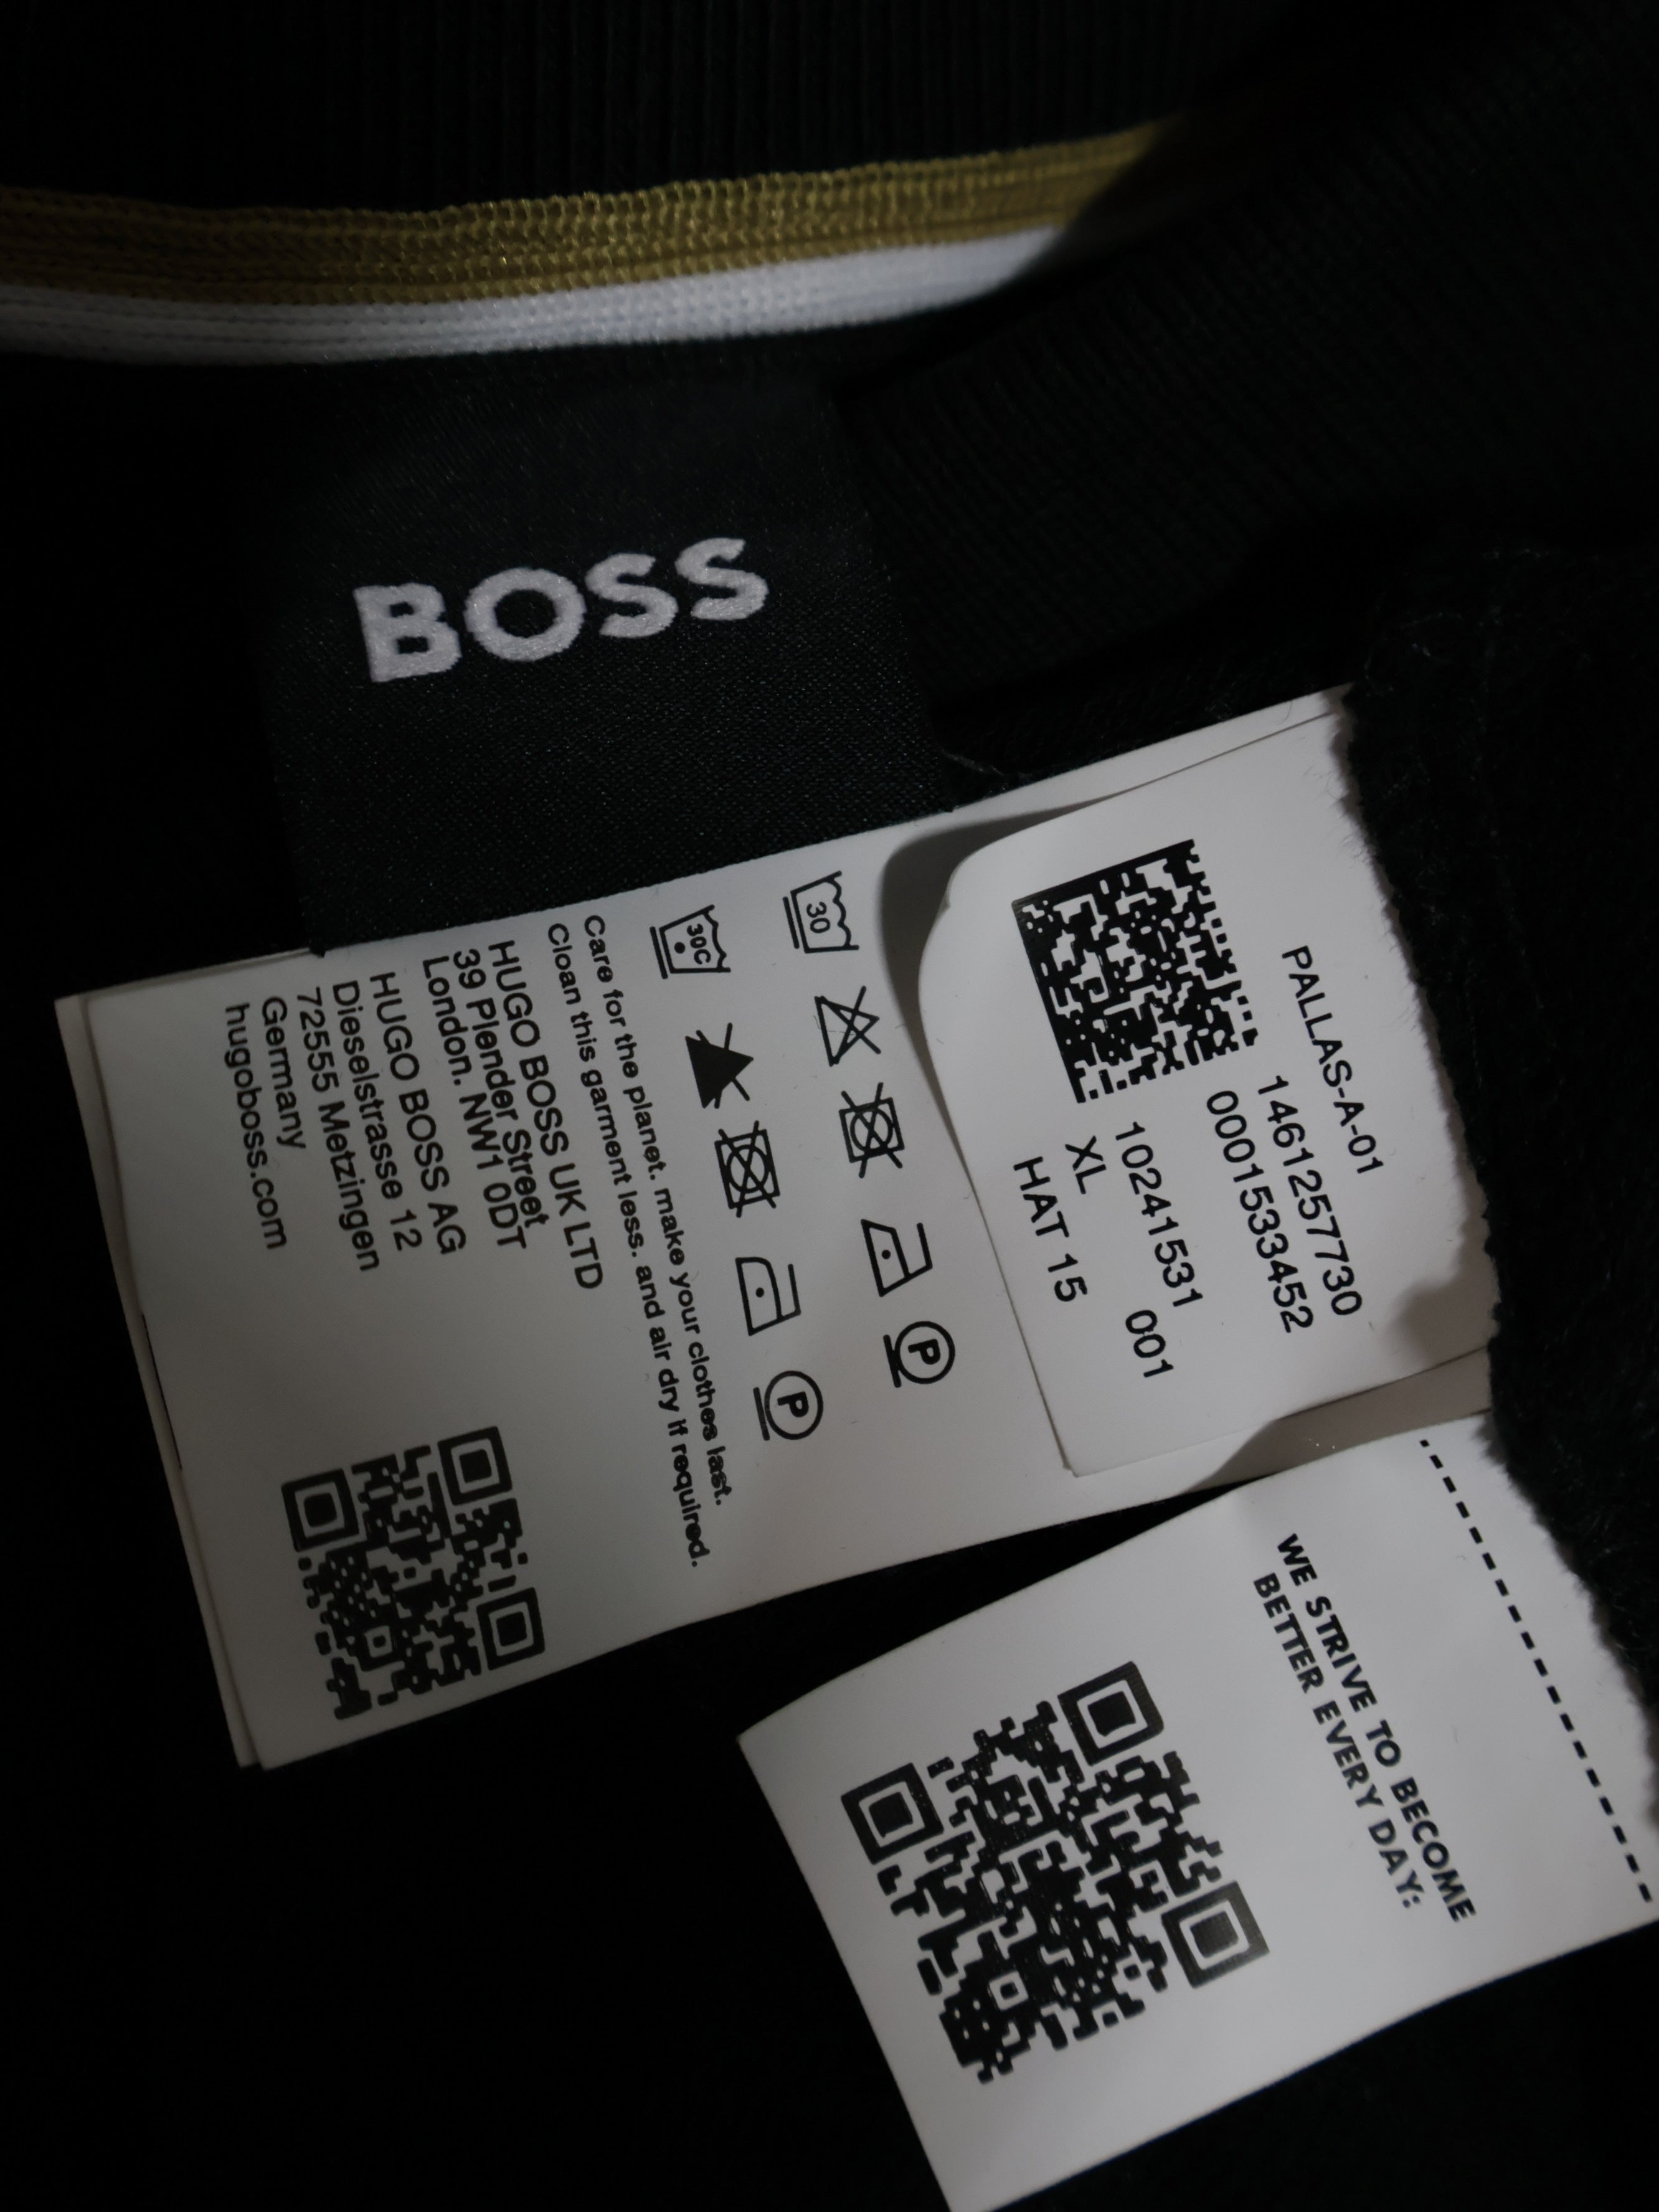 BOSS
PALLAS-A-01
1461257730
0001533452
10241531 001
XL
HAT 15
30
30C
Care for the planet. make your clothes last.
Cloan this garment less. and air dry if required.
HUGO BOSS UK LTD
39 Plender Street
London. NW1 0DT
HUGO BOSS AG
Dieselstrasse 12
72555 Metzingen
Germany
hugoboss.com
P
P
WE STRIVE TO BECOME
BETTER EVERY DAY: